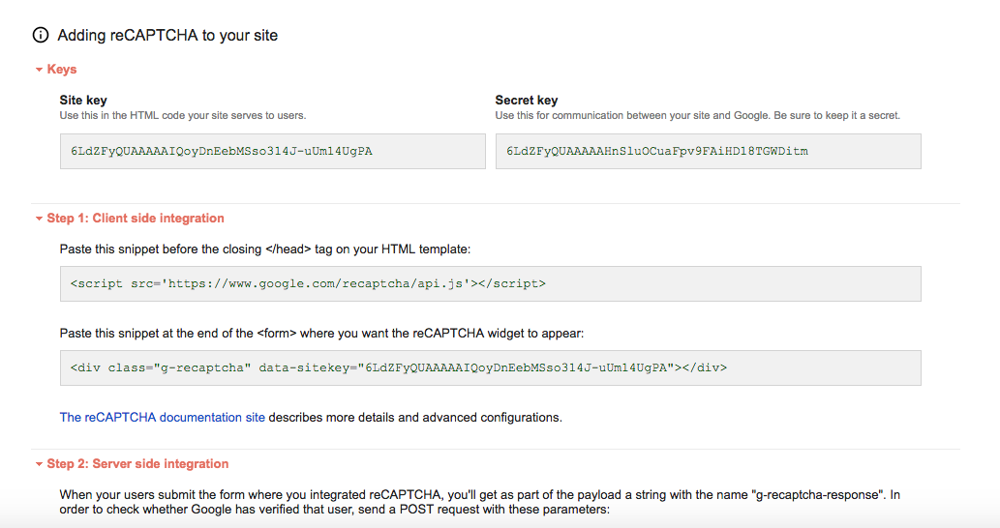 Adding reCAPTCHA to your site
Keys
Site key
Use this in the HTML code your site serves to users.
6LdZFyQUAAAAAIQoyDnEebMSso314J-uUm14UgPA
Secret key
Use this for communication between your site and Google. Be sure to keep it a secret.
6LdZFyQUAAAAAHnSluOCuaFpv9FAiHD18TGWDitm
Step 1: Client side integration
Paste this snippet before the closing </head> tag on your HTML template:
<script src='https://www.google.com/recaptcha/api.js'></script>
Paste this snippet at the end of the <form> where you want the reCAPTCHA widget to appear:
<div class="g-recaptcha" data-sitekey="6LdZFyQUAAAAAIQoyDnEebMSso314J-uUm14UgPA"></div>
The reCAPTCHA documentation site describes more details and advanced configurations.
Step 2: Server side integration
When your users submit the form where you integrated reCAPTCHA, you'll get as part of the payload a string with the name "g-recaptcha-response". In
order to check whether Google has verified that user, send a POST request with these parameters: